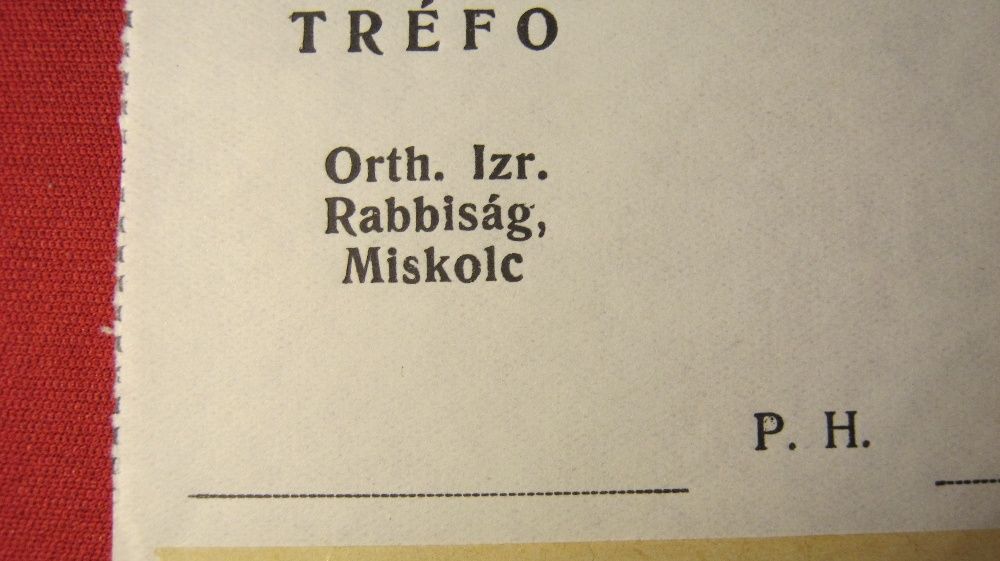 TRÉFO
Orth. Izr.
Rabbiság,
Miskolc
P. H.